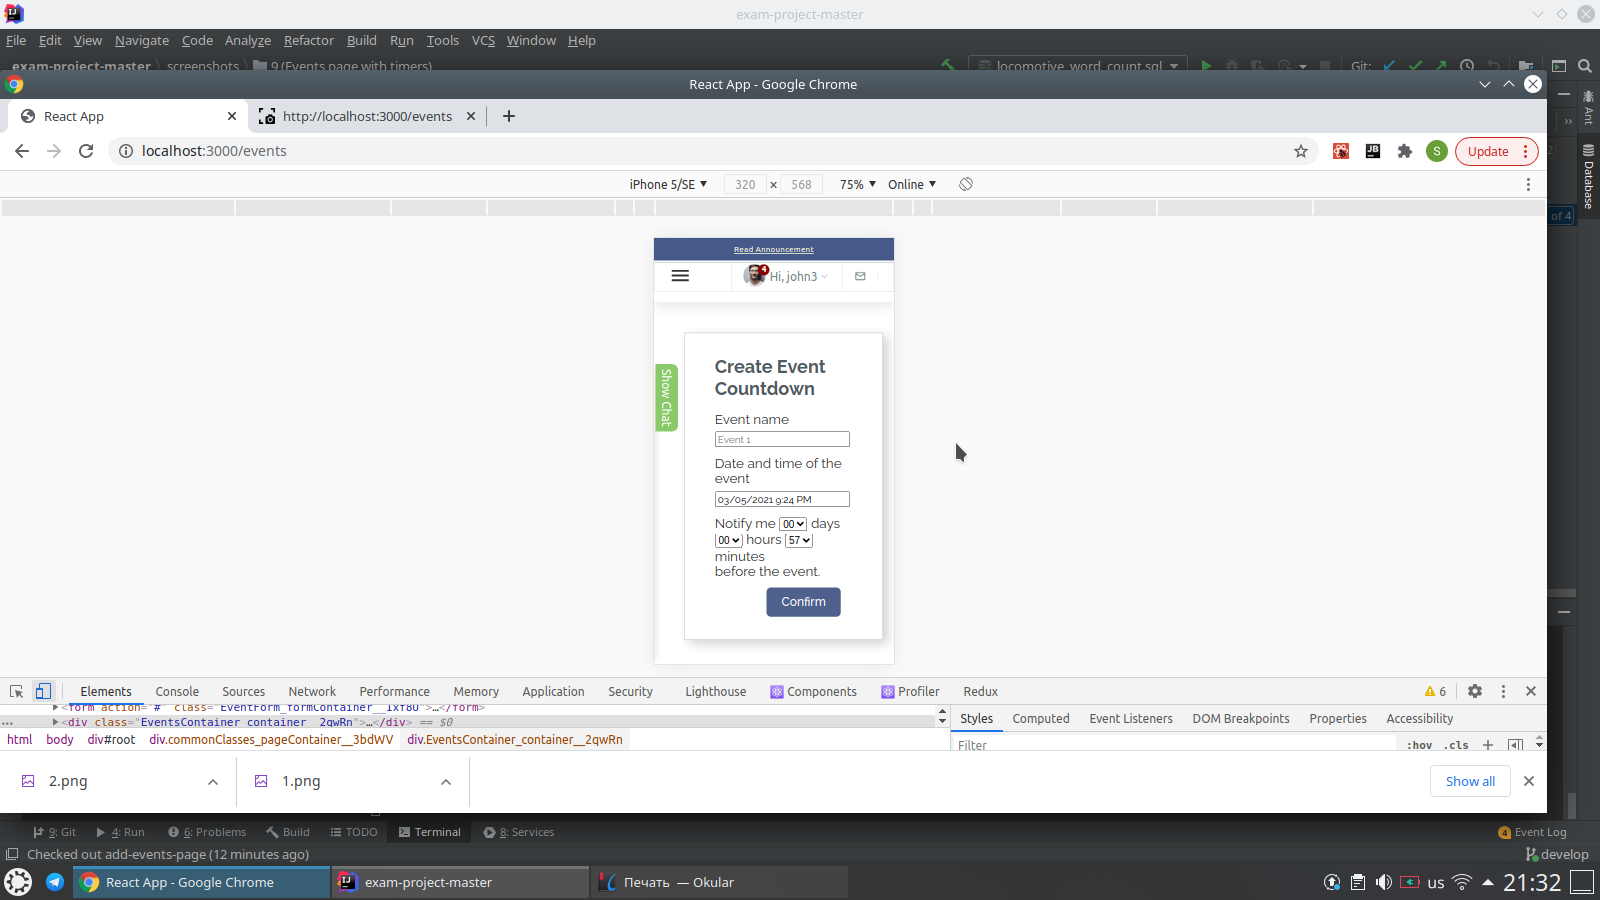 exam-project-master
File Edit View Navigate Code Analyze Refactor Build Run Tools VCS Window Help
exam-project-master screenshots 9 (Events page with timers) locomotive_word_count.sql Git:
React App - Google Chrome
React App http://localhost:3000/events
localhost:3000/events
JB S Update
iPhone 5/SE 320 × 568 75% Online
Ant
Database
of 4
Read Announcement
4 Hi, john3
Show Chat
Create Event
Countdown
Event name
Event 1
Date and time of the
event
03/05/2021 9:24 PM
Notify me 00 days
00 hours 57
minutes
before the event.
Confirm
Elements Console Sources Network Performance Memory Application Security Lighthouse Components Profiler Redux 6
<form action="#" class="EventForm_formContainer__1Xf8U">…</form>
… <div class="EventsContainer_container__2qwRn">…</div> == $0
Styles Computed Event Listeners DOM Breakpoints Properties Accessibility
html body div#root div.commonClasses_pageContainer__3bdWV div.EventsContainer_container__2qwRn
Filter :hov .cls +
2.png 1.png Show all
9: Git 4: Run 6: Problems Build TODO Terminal 8: Services 4 Event Log
Checked out add-events-page (12 minutes ago) develop
React App - Google Chrome exam-project-master Печать — Okular us 21:32